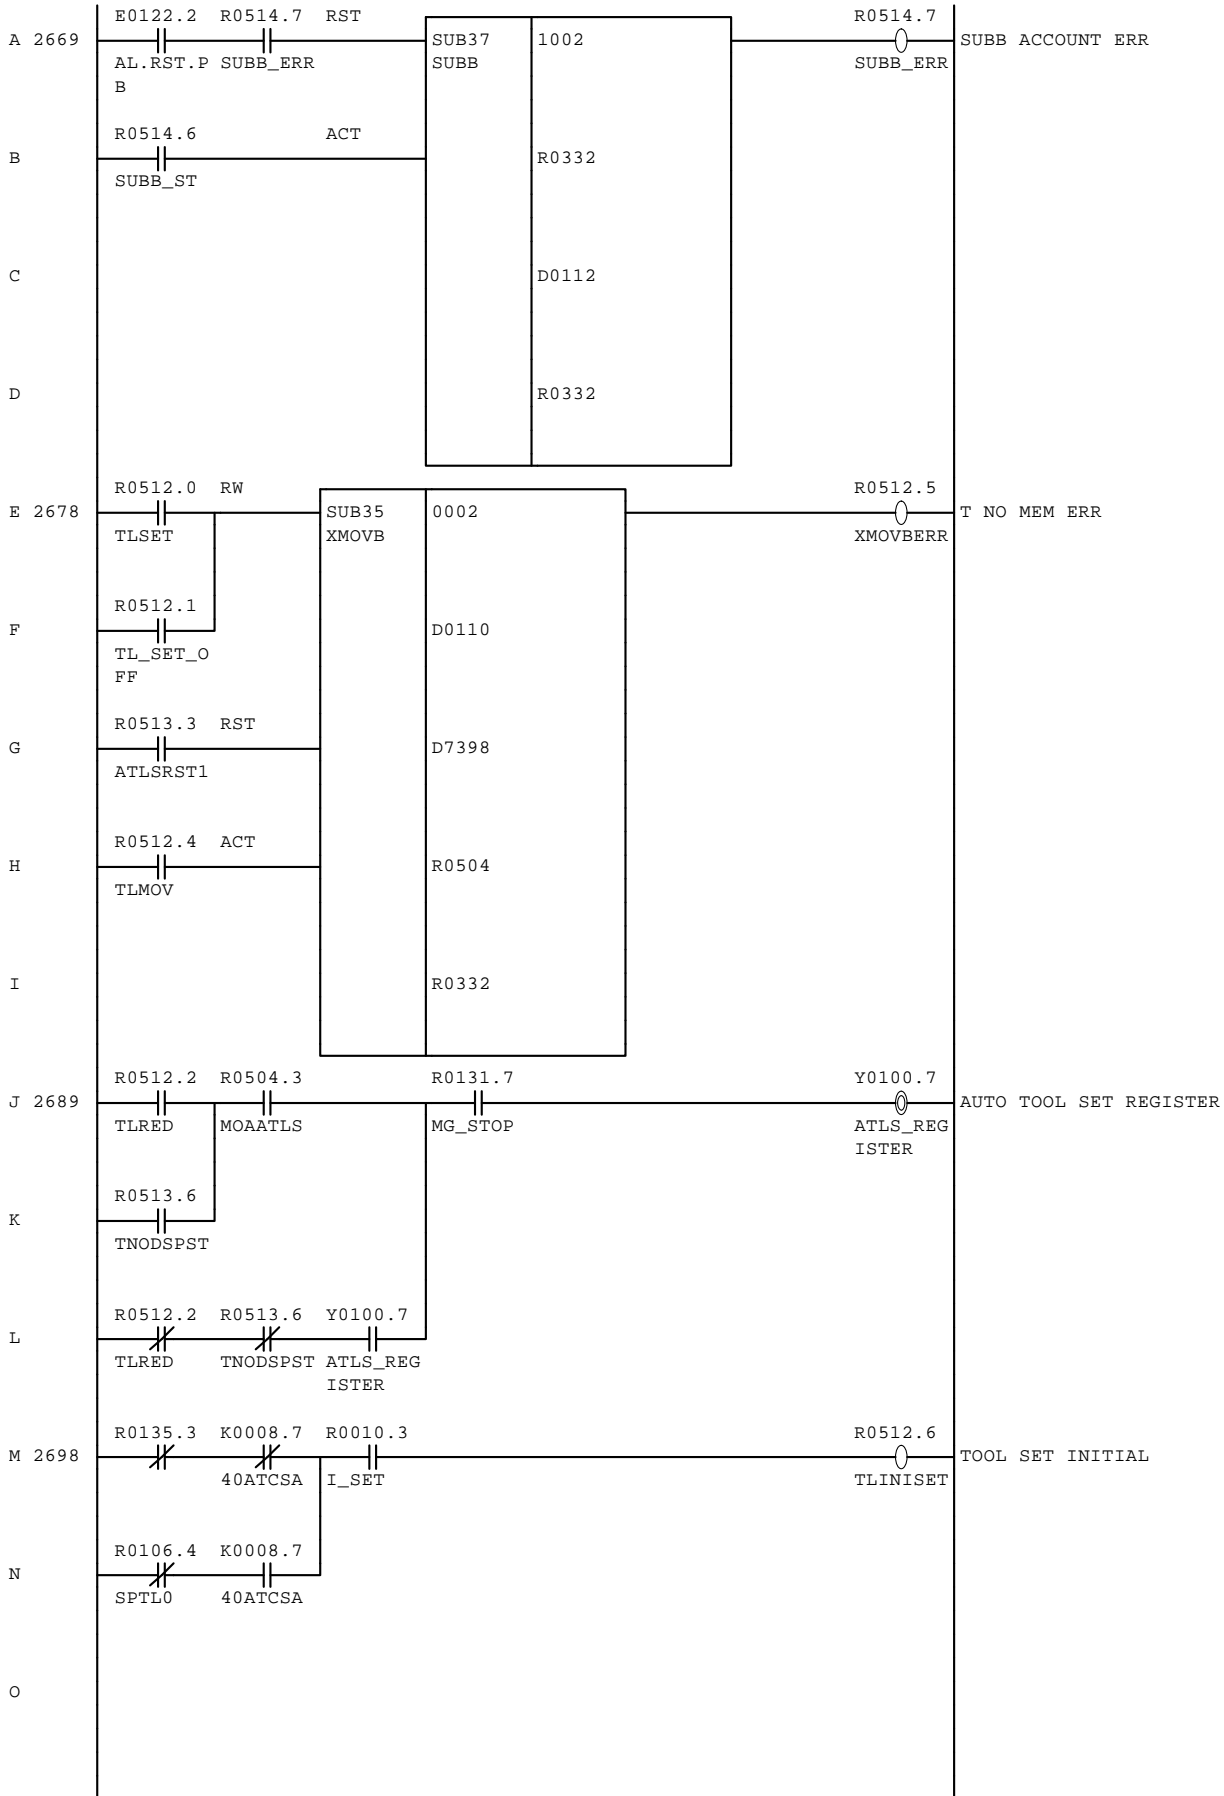 E0122.2 R0514.7 RST R0514.7
A 2669 SUB37 1002 SUBB ACCOUNT ERR
AL.RST.P SUBB_ERR SUBB SUBB_ERR
B
R0514.6 ACT
B R0332
SUBB_ST
C D0112
D R0332
R0512.0 RW R0512.5
E 2678 SUB35 0002 T NO MEM ERR
TLSET XMOVB XMOVBERR
R0512.1
F D0110
TL_SET_O
FF
R0513.3 RST
G D7398
ATLSRST1
R0512.4 ACT
H R0504
TLMOV
I R0332
R0512.2 R0504.3 R0131.7 Y0100.7
J 2689 AUTO TOOL SET REGISTER
TLRED MOAATLS MG_STOP ATLS_REG
ISTER
R0513.6
K
TNODSPST
R0512.2 R0513.6 Y0100.7
L
TLRED TNODSPST ATLS_REG
ISTER
R0135.3 K0008.7 R0010.3 R0512.6
M 2698 TOOL SET INITIAL
40ATCSA I_SET TLINISET
R0106.4 K0008.7
N
SPTL0 40ATCSA
O